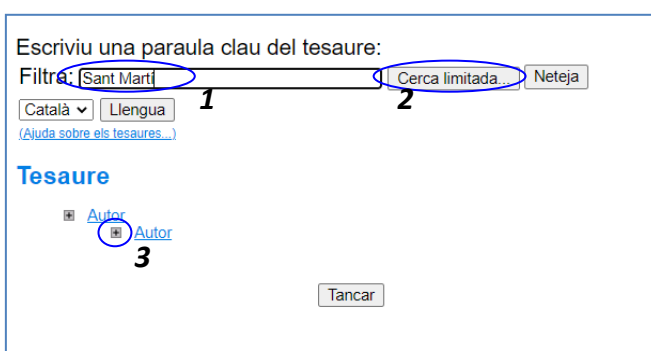 Escriviu una paraula clau del tesaure:
Filtra: Sant Martí Cerca limitada... Neteja
1 2
Català Llengua
(Ajuda sobre els tesaures...)
Tesaure
Autor
Autor
3
Tancar